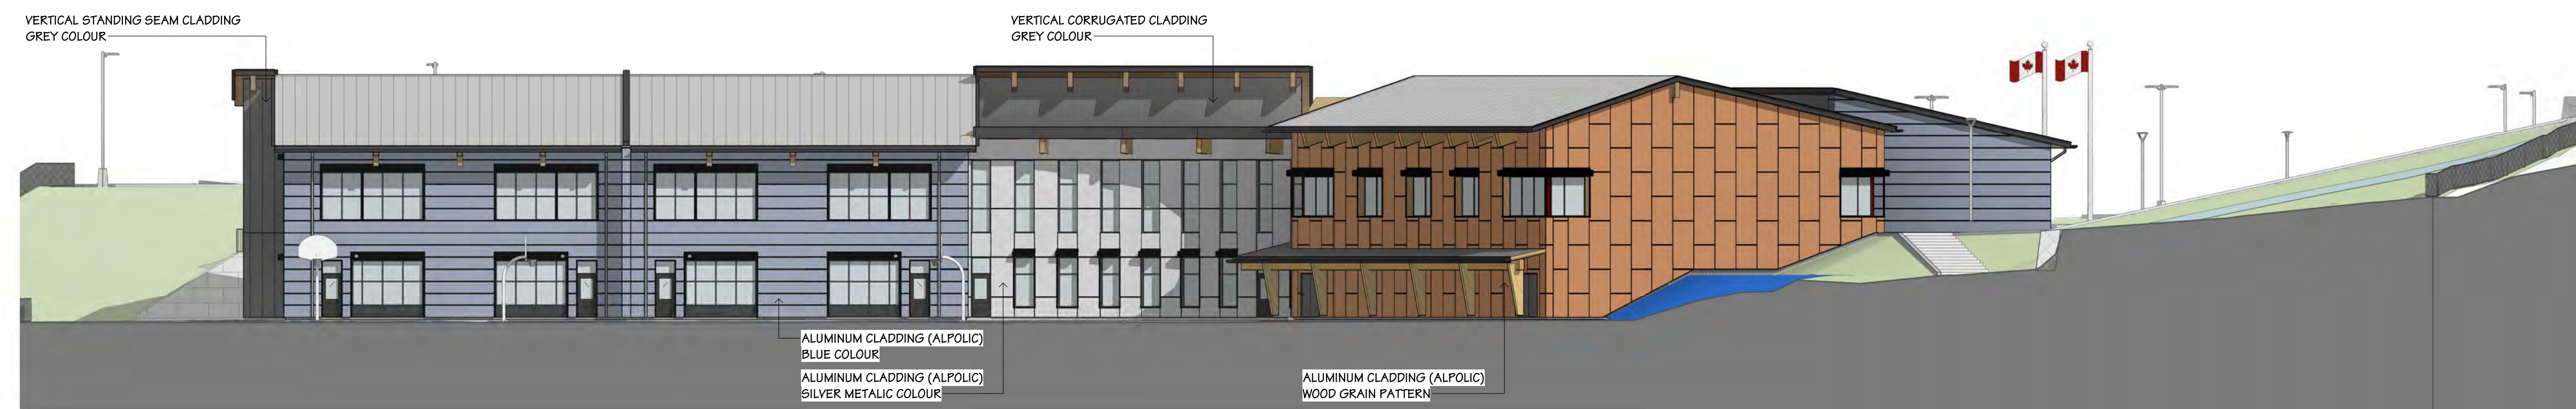 VERTICAL STANDING SEAM CLADDING
GREY COLOUR
VERTICAL CORRUGATED CLADDING
GREY COLOUR
ALUMINUM CLADDING (ALPOLIC)
BLUE COLOUR
ALUMINUM CLADDING (ALPOLIC)
SILVER METALIC COLOUR
ALUMINUM CLADDING (ALPOLIC)
WOOD GRAIN PATTERN